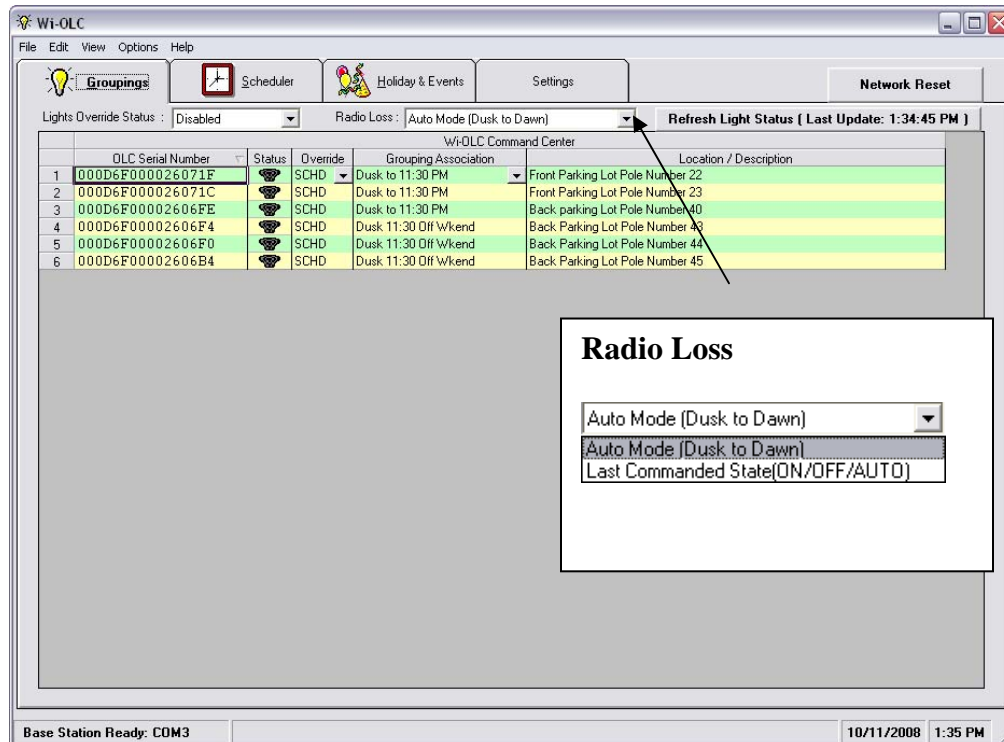 Wi-OLC
File Edit View Options Help
Groupings Scheduler Holiday & Events Settings Network Reset
Lights Override Status : Disabled Radio Loss : Auto Mode (Dusk to Dawn) Refresh Light Status ( Last Update: 1:34:45 PM )
Wi-OLC Command Center
OLC Serial Number Status Override Grouping Association Location / Description
1 000D6F000026071F SCHD Dusk to 11:30 PM Front Parking Lot Pole Number 22
2 000D6F000026071C SCHD Dusk to 11:30 PM Front Parking Lot Pole Number 23
3 000D6F00002606FE SCHD Dusk to 11:30 PM Back parking Lot Pole Number 40
4 000D6F00002606F4 SCHD Dusk 11:30 Off Wkend Back Parking Lot Pole Number 43
5 000D6F00002606F0 SCHD Dusk 11:30 Off Wkend Back Parking Lot Pole Number 44
6 000D6F00002606B4 SCHD Dusk 11:30 Off Wkend Back Parking Lot Pole Number 45
Radio Loss
Auto Mode (Dusk to Dawn)
Auto Mode (Dusk to Dawn)
Last Commanded State(ON/OFF/AUTO)
Base Station Ready: COM3 10/11/2008 1:35 PM